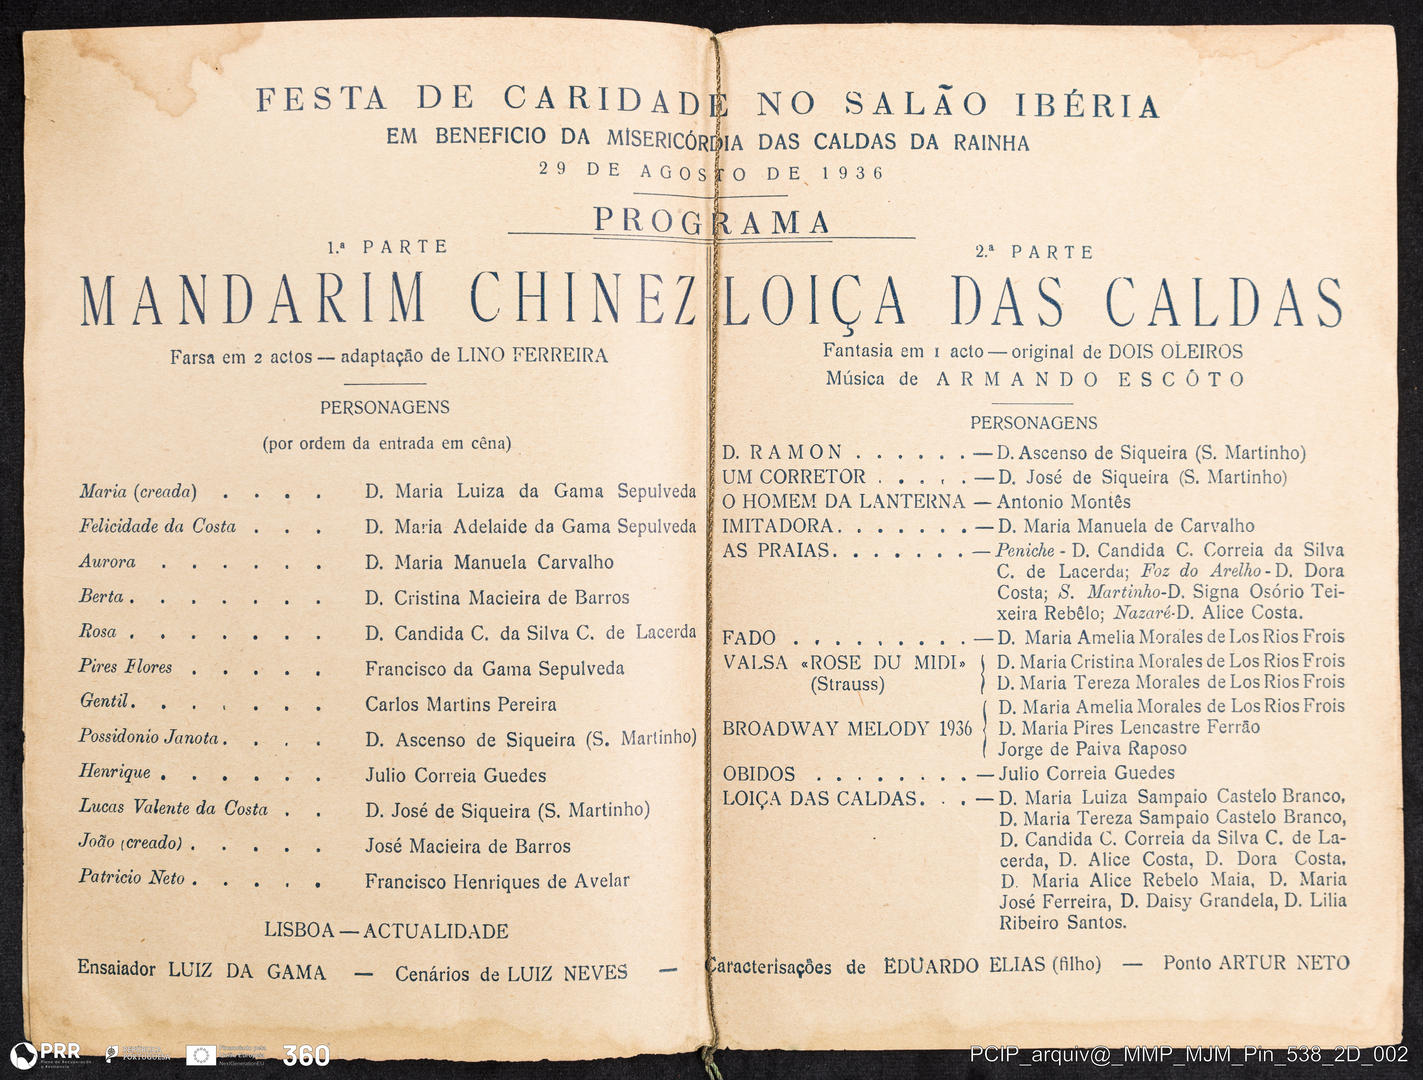 FESTA DE CARIDADE NO SALÃO IBÉRIA
EM BENEFICIO DA MISERICÓRDIA DAS CALDAS DA RAINHA
29 DE AGOSTO DE 1936
PROGRAMA
1.ª PARTE
MANDARIM CHINEZ
Farsa em 2 actos — adaptação de LINO FERREIRA
PERSONAGENS
(por ordem da entrada em cêna)
Maria (creada) . . . . D. Maria Luiza da Gama Sepulveda
Felicidade da Costa . . . D. Maria Adelaide da Gama Sepulveda
Aurora . . . . . . D. Maria Manuela Carvalho
Berta . . . . . . . D. Cristina Macieira de Barros
Rosa . . . . . . . D. Candida C. da Silva C. de Lacerda
Pires Flores . . . . . Francisco da Gama Sepulveda
Gentil . . . . . . . Carlos Martins Pereira
Possidonio Janota . . . . D. Ascenso de Siqueira (S. Martinho)
Henrique . . . . . . Julio Correia Guedes
Lucas Valente da Costa . . D. José de Siqueira (S. Martinho)
João (creado) . . . . . José Macieira de Barros
Patricio Neto . . . . . Francisco Henriques de Avelar
LISBOA — ACTUALIDADE
2.ª PARTE
LOIÇA DAS CALDAS
Fantasia em 1 acto — original de DOIS OLEIROS
Música de ARMANDO ESCÓTO
PERSONAGENS
D. RAMON . . . . . . — D. Ascenso de Siqueira (S. Martinho)
UM CORRETOR . . . . . — D. José de Siqueira (S. Martinho)
O HOMEM DA LANTERNA — Antonio Montês
IMITADORA . . . . . . . — D. Maria Manuela de Carvalho
AS PRAIAS . . . . . . . — Peniche - D. Candida C. Correia da Silva
C. de Lacerda; Foz do Arelho - D. Dora
Costa; S. Martinho-D. Signa Osório Tei-
xeira Rebêlo; Nazaré-D. Alice Costa.
FADO . . . . . . . . — D. Maria Amelia Morales de Los Rios Frois
VALSA «ROSE DU MIDI» D. Maria Cristina Morales de Los Rios Frois
(Strauss) D. Maria Tereza Morales de Los Rios Frois
D. Maria Amelia Morales de Los Rios Frois
BROADWAY MELODY 1936 D. Maria Pires Lencastre Ferrão
Jorge de Paiva Raposo
OBIDOS . . . . . . . . — Julio Correia Guedes
LOIÇA DAS CALDAS . . . — D. Maria Luiza Sampaio Castelo Branco,
D. Maria Tereza Sampaio Castelo Branco,
D. Candida C. Correia da Silva C. de La-
cerda, D. Alice Costa, D. Dora Costa,
D. Maria Alice Rebelo Maia, D. Maria
José Ferreira, D. Daisy Grandela, D. Lilia
Ribeiro Santos.
Ensaiador LUIZ DA GAMA — Cenários de LUIZ NEVES — Caracterisações de EDUARDO ELIAS (filho) — Ponto ARTUR NETO
PRR
Plano de Recuperação e Resiliência
REPÚBLICA PORTUGUESA
Financiado pela União Europeia
NextGenerationEU
360
PCIP_arquiv@_MMP_MJM_Pin_538_2D_002